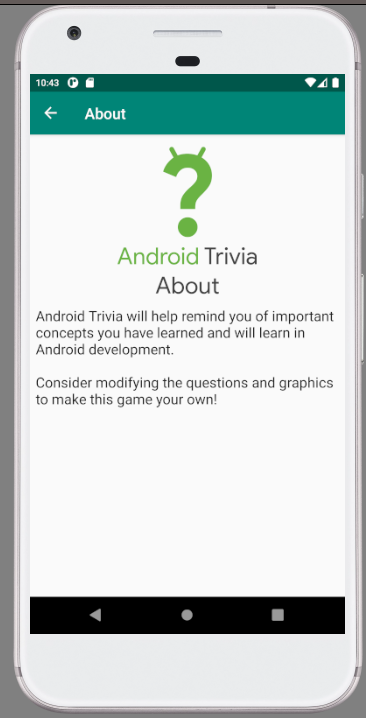 10:43
About
Android Trivia
About
Android Trivia will help remind you of important
concepts you have learned and will learn in
Android development.
Consider modifying the questions and graphics
to make this game your own!